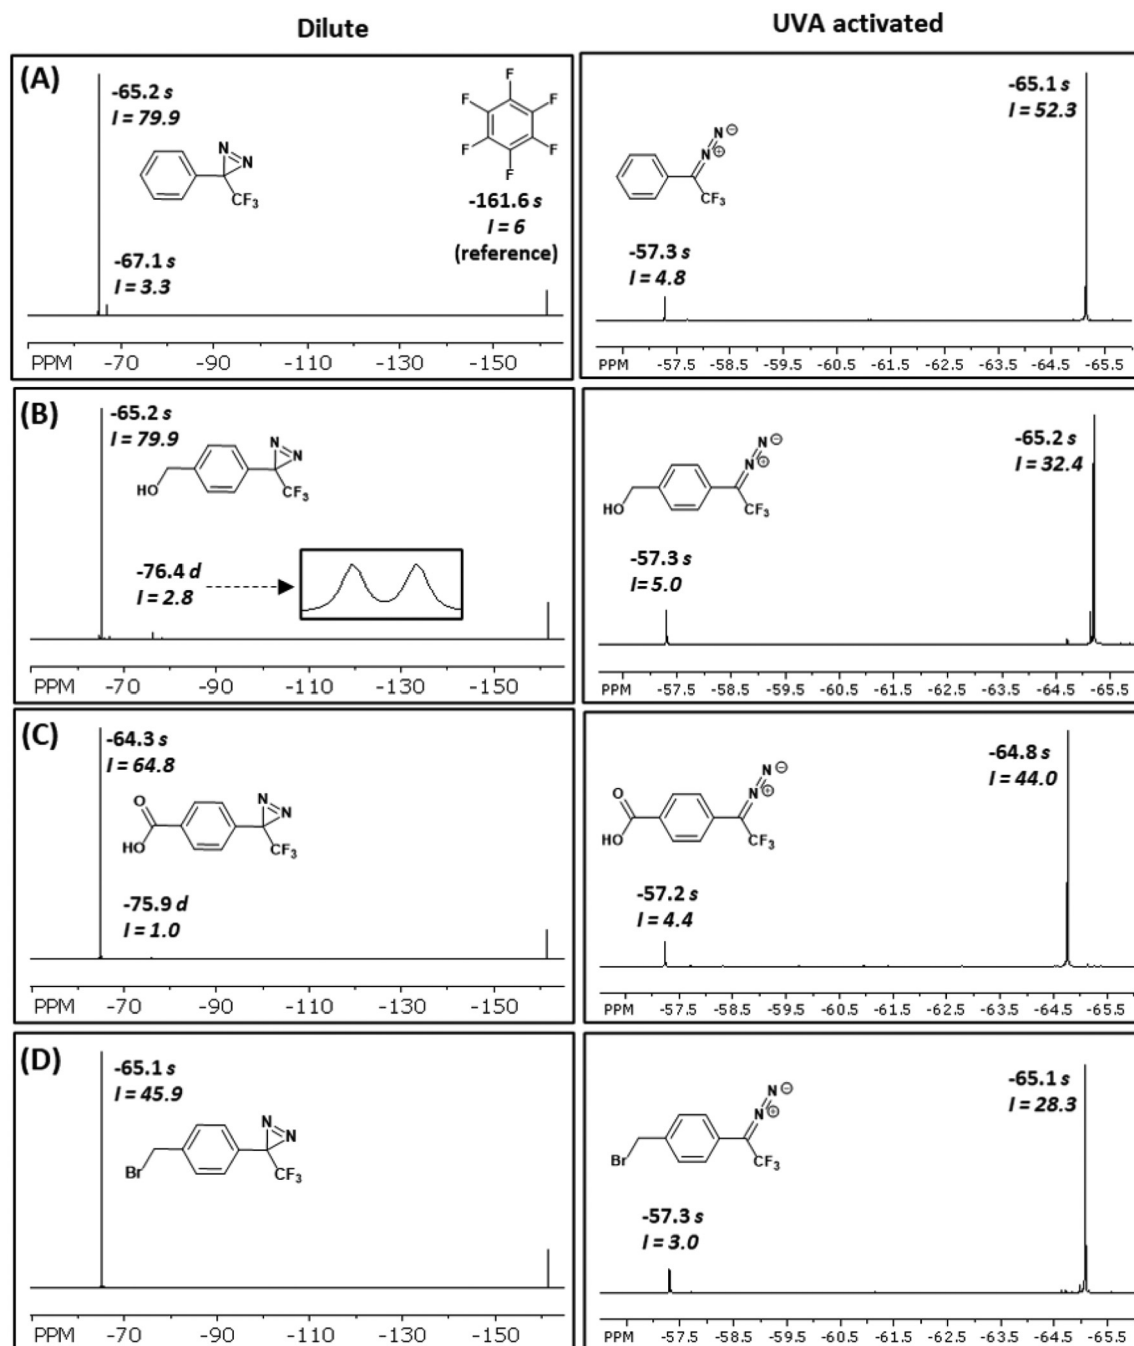 Dilute
UVA activated
(A)
-65.2 s
I = 79.9
N
N
CF₃
-67.1 s
I = 3.3
F
F
F
F
F
F
-161.6 s
I = 6
(reference)
PPM -70 -90 -110 -130 -150
-65.1 s
I = 52.3
N ⊖
N ⊕
CF₃
-57.3 s
I = 4.8
PPM -57.5 -58.5 -59.5 -60.5 -61.5 -62.5 -63.5 -64.5 -65.5
(B)
-65.2 s
I = 79.9
N
N
HO
CF₃
-76.4 d
I = 2.8
PPM -70 -90 -110 -130 -150
-65.2 s
I = 32.4
N ⊖
N ⊕
HO
CF₃
-57.3 s
I= 5.0
PPM -57.5 -58.5 -59.5 -60.5 -61.5 -62.5 -63.5 -64.5 -65.5
(C)
-64.3 s
I = 64.8
O
N
N
HO
CF₃
-75.9 d
I = 1.0
PPM -70 -90 -110 -130 -150
-64.8 s
I = 44.0
N ⊖
N ⊕
O
HO
CF₃
-57.2 s
I = 4.4
PPM -57.5 -58.5 -59.5 -60.5 -61.5 -62.5 -63.5 -64.5 -65.5
(D)
-65.1 s
I = 45.9
N
N
Br
CF₃
PPM -70 -90 -110 -130 -150
-65.1 s
I = 28.3
N ⊖
N ⊕
Br
CF₃
-57.3 s
I = 3.0
PPM -57.5 -58.5 -59.5 -60.5 -61.5 -62.5 -63.5 -64.5 -65.5